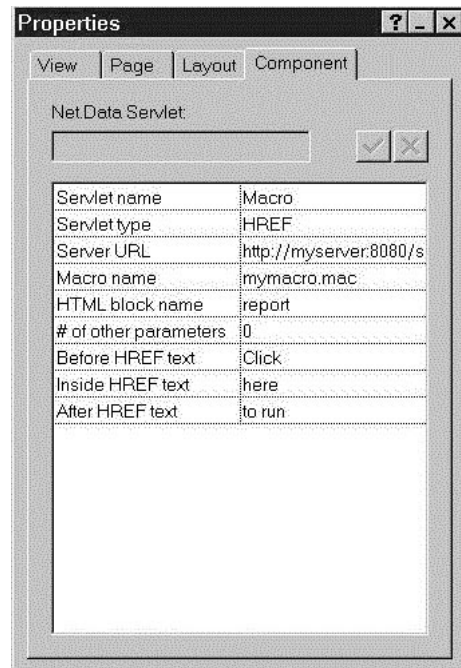 Properties
View Page Layout Component
Net.Data Servlet:
Servlet name Macro
Servlet type HREF
Server URL http://myserver:8080/s
Macro name mymacro.mac
HTML block name report
# of other parameters 0
Before HREF text Click
Inside HREF text here
After HREF text to run